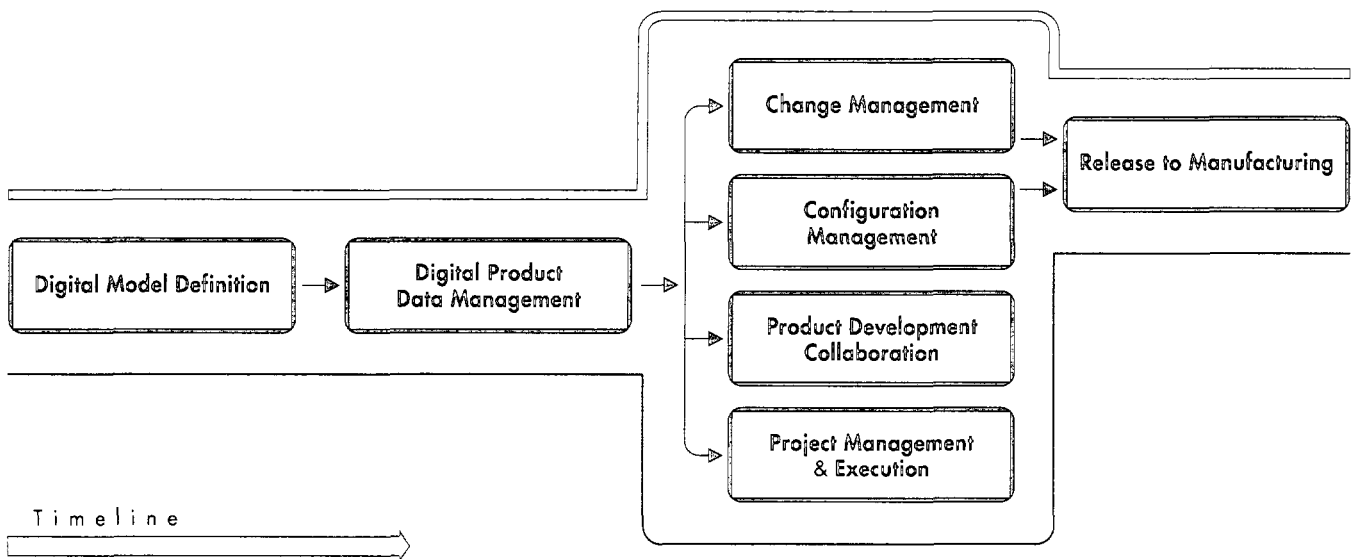 Digital Model Definition
Digital Product
Data Management
Change Management
Configuration
Management
Product Development
Collaboration
Project Management
& Execution
Release to Manufacturing
Timeline